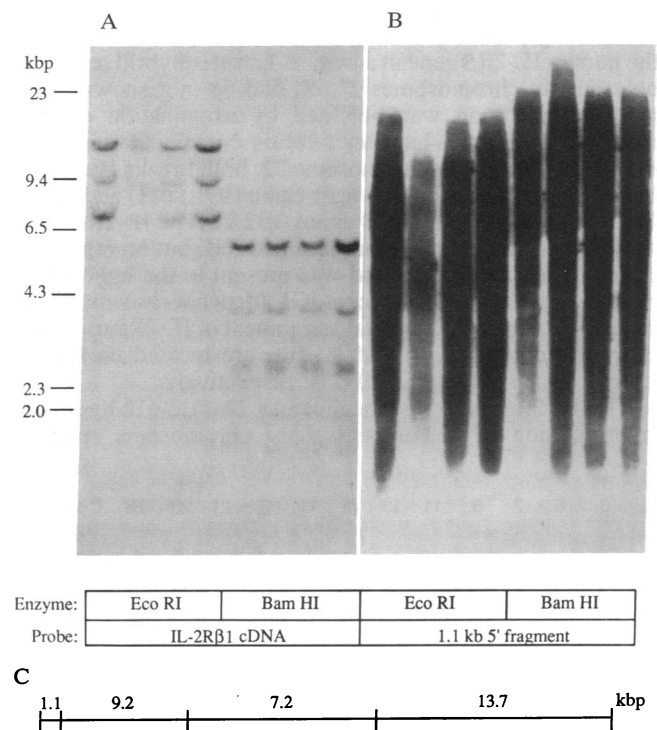 A B
kbp
23
9.4
6.5
4.3
2.3
2.0
Enzyme: Eco RI Bam HI Eco RI Bam HI
Probe: IL-2Rβ1 cDNA 1.1 kb 5' fragment
C
1.1 9.2 7.2 13.7 kbp